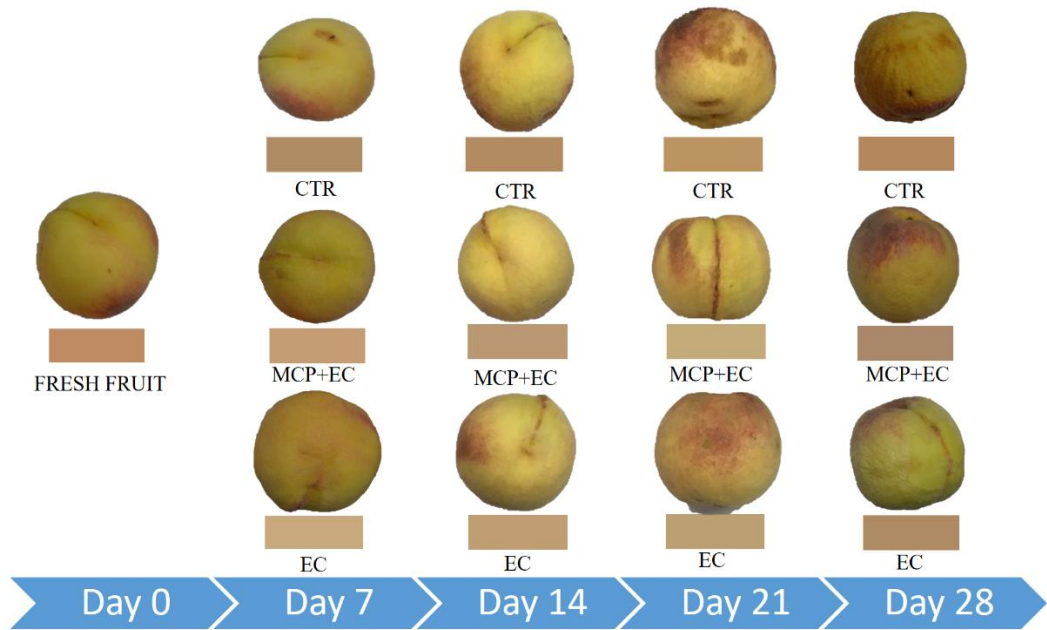 CTR
CTR
CTR
CTR
FRESH FRUIT
MCP+EC
MCP+EC
MCP+EC
MCP+EC
EC
EC
EC
EC
Day 0
Day 7
Day 14
Day 21
Day 28